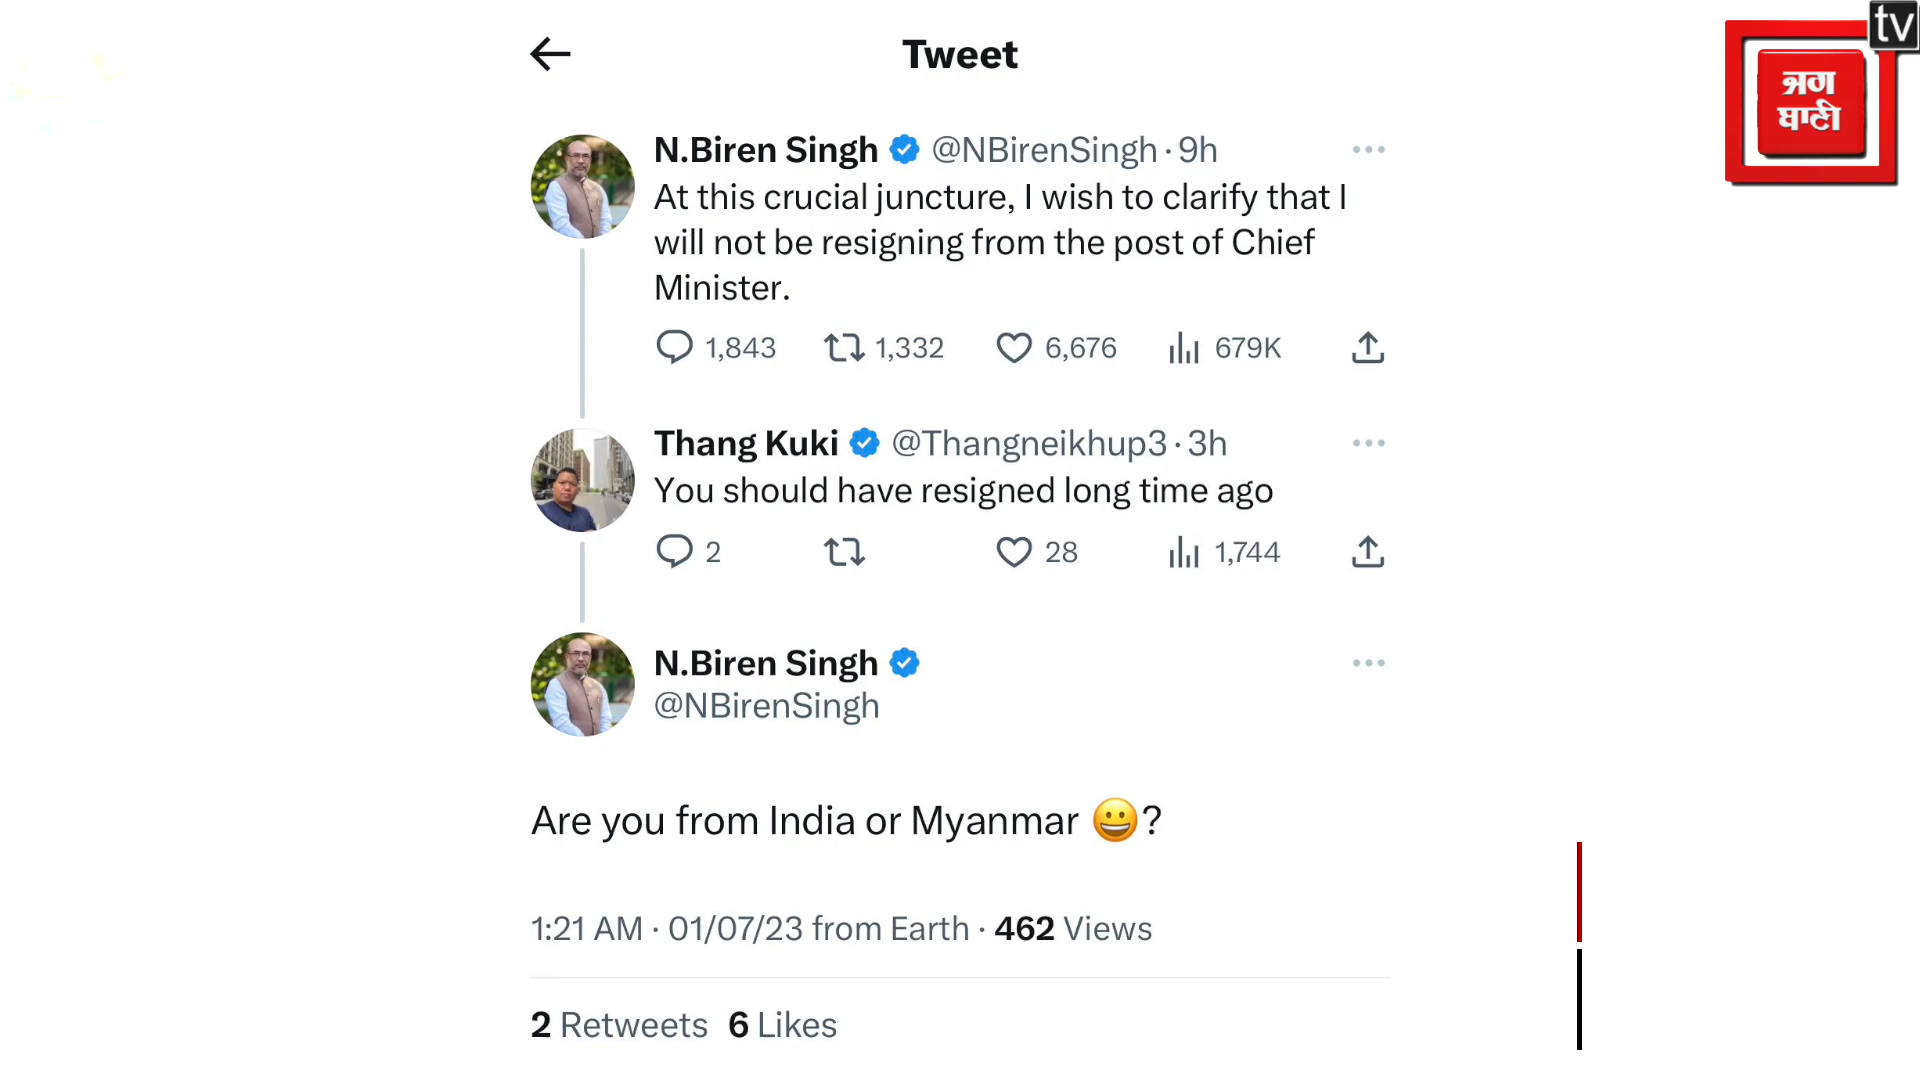 Tweet
tv
ਜਗ
ਬਾਣੀ
N.Biren Singh @NBirenSingh · 9h
At this crucial juncture, I wish to clarify that I
will not be resigning from the post of Chief
Minister.
1,843 1,332 6,676 679K
Thang Kuki @Thangneikhup3 · 3h
You should have resigned long time ago
2 28 1,744
N.Biren Singh
@NBirenSingh
Are you from India or Myanmar 😀?
1:21 AM · 01/07/23 from Earth · 462 Views
2 Retweets 6 Likes